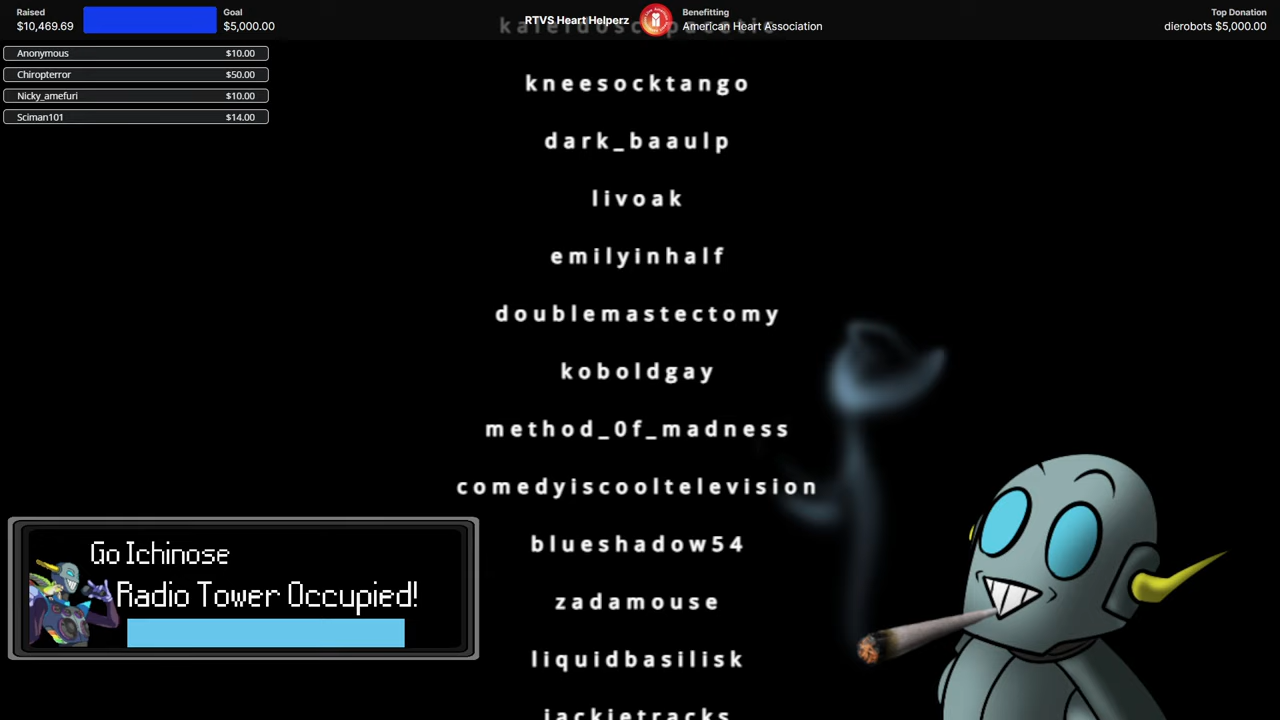 Raised
$10,469.69
Goal
$5,000.00
RTVS Heart Helperz
Benefitting
American Heart Association
Top Donation
dierobots $5,000.00
Anonymous $10.00
Chiropterror $50.00
Nicky_amefuri $10.00
Sciman101 $14.00
kneesocktango
dark_baaulp
livoak
emilyinhalf
doublemastectomy
koboldgay
method_0f_madness
comedyiscooltelevision
blueshadow54
zadamouse
liquidbasilisk
jackietracks
Go Ichinose
Radio Tower Occupied!